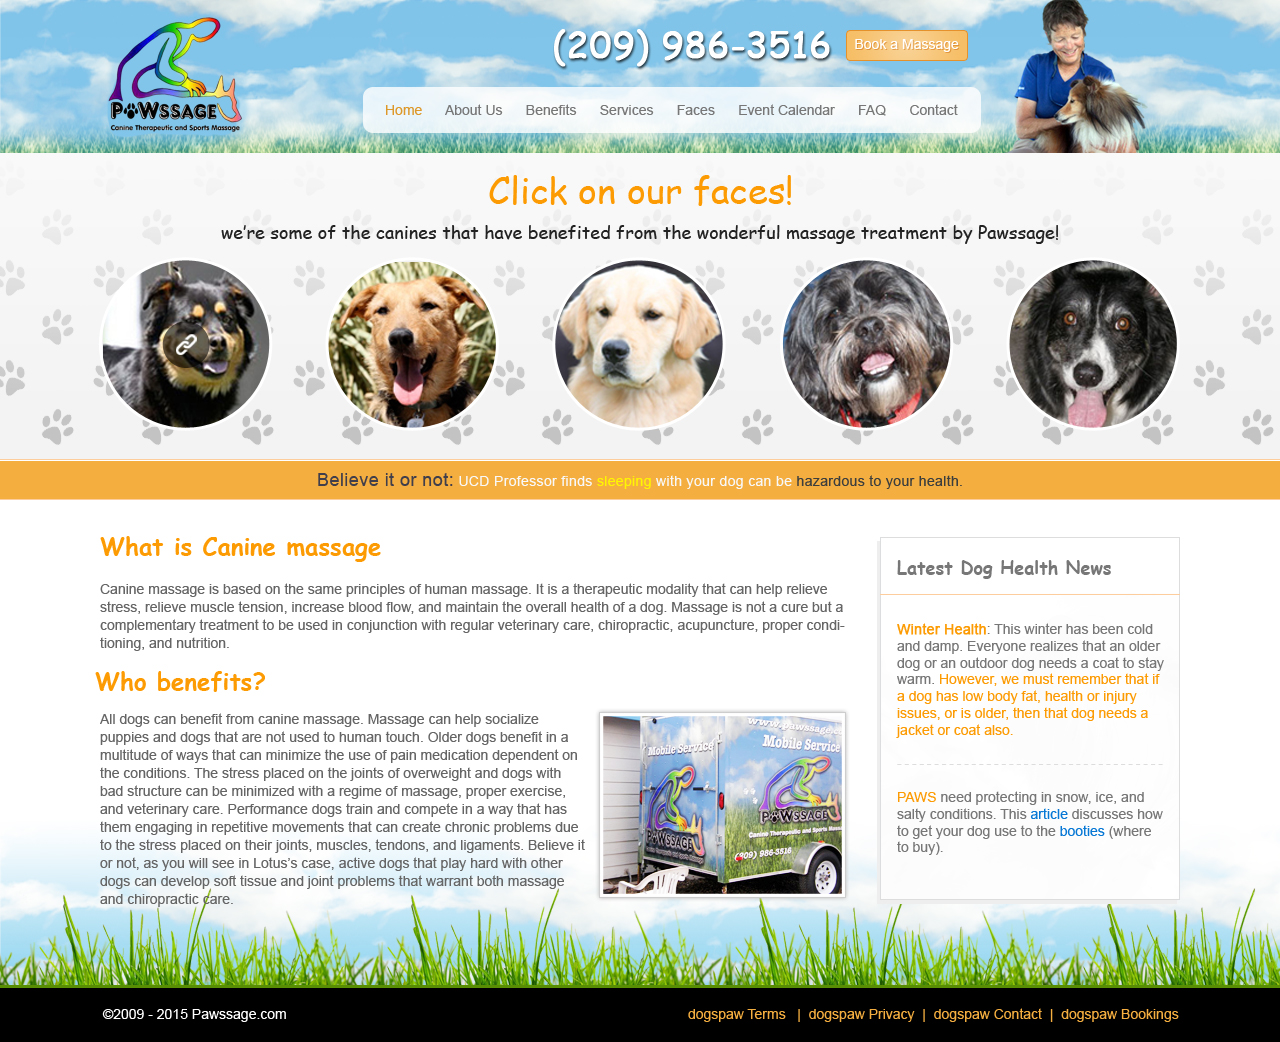 PAWSSAGE
Canine Therapeutic and Sports Massage
(209) 986-3516
Book a Massage
Home About Us Benefits Services Faces Event Calendar FAQ Contact
Click on our faces!
we're some of the canines that have benefited from the wonderful massage treatment by Pawssage!
Believe it or not: UCD Professor finds sleeping with your dog can be hazardous to your health.
What is Canine massage
Canine massage is based on the same principles of human massage. It is a therapeutic modality that can help relieve
stress, relieve muscle tension, increase blood flow, and maintain the overall health of a dog. Massage is not a cure but a
complementary treatment to be used in conjunction with regular veterinary care, chiropractic, acupuncture, proper condi-
tioning, and nutrition.
Who benefits?
All dogs can benefit from canine massage. Massage can help socialize
puppies and dogs that are not used to human touch. Older dogs benefit in a
multitude of ways that can minimize the use of pain medication dependent on
the conditions. The stress placed on the joints of overweight and dogs with
bad structure can be minimized with a regime of massage, proper exercise,
and veterinary care. Performance dogs train and compete in a way that has
them engaging in repetitive movements that can create chronic problems due
to the stress placed on their joints, muscles, tendons, and ligaments. Believe it
or not, as you will see in Lotus's case, active dogs that play hard with other
dogs can develop soft tissue and joint problems that warrant both massage
and chiropractic care.
www.pawssage
Mobile Service
Mobile Service
PAWSSAGE
PAWSSAGE
Canine Therapeutic and Sports Massa
(209) 986-3516
Latest Dog Health News
Winter Health: This winter has been cold
and damp. Everyone realizes that an older
dog or an outdoor dog needs a coat to stay
warm. However, we must remember that if
a dog has low body fat, health or injury
issues, or is older, then that dog needs a
jacket or coat also.
PAWS need protecting in snow, ice, and
salty conditions. This article discusses how
to get your dog use to the booties (where
to buy).
©2009 - 2015 Pawssage.com
dogspaw Terms | dogspaw Privacy | dogspaw Contact | dogspaw Bookings